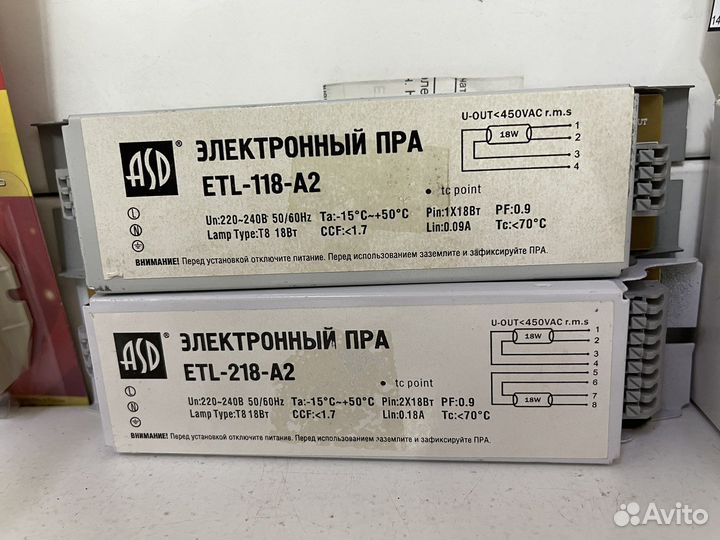 ASD®
ЭЛЕКТРОННЫЙ ПРА
ETL-118-A2
U-OUT<450VAC r.m.s
18W
1
2
3
4
• tc point
L
N
Un:220~240В 50/60Hz Ta:-15°C~+50°C Pin:1X18Вт PF:0.9
Lamp Type:T8 18Вт CCF:<1.7 Lin:0.09A Tc:<70°C
ВНИМАНИЕ! Перед установкой отключите питание. Перед использованием заземлите и зафиксируйте ПРА.
ASD®
ЭЛЕКТРОННЫЙ ПРА
ETL-218-A2
U-OUT<450VAC r.m.s
18W
1
2
3
4
5
6
18W
7
8
• tc point
L
N
Un:220~240В 50/60Hz Ta:-15°C~+50°C Pin:2X18Вт PF:0.9
Lamp Type:T8 18Вт CCF:<1.7 Lin:0.18A Tc:<70°C
ВНИМАНИЕ! Перед установкой отключите питание. Перед использованием заземлите и зафиксируйте ПРА.
Avito